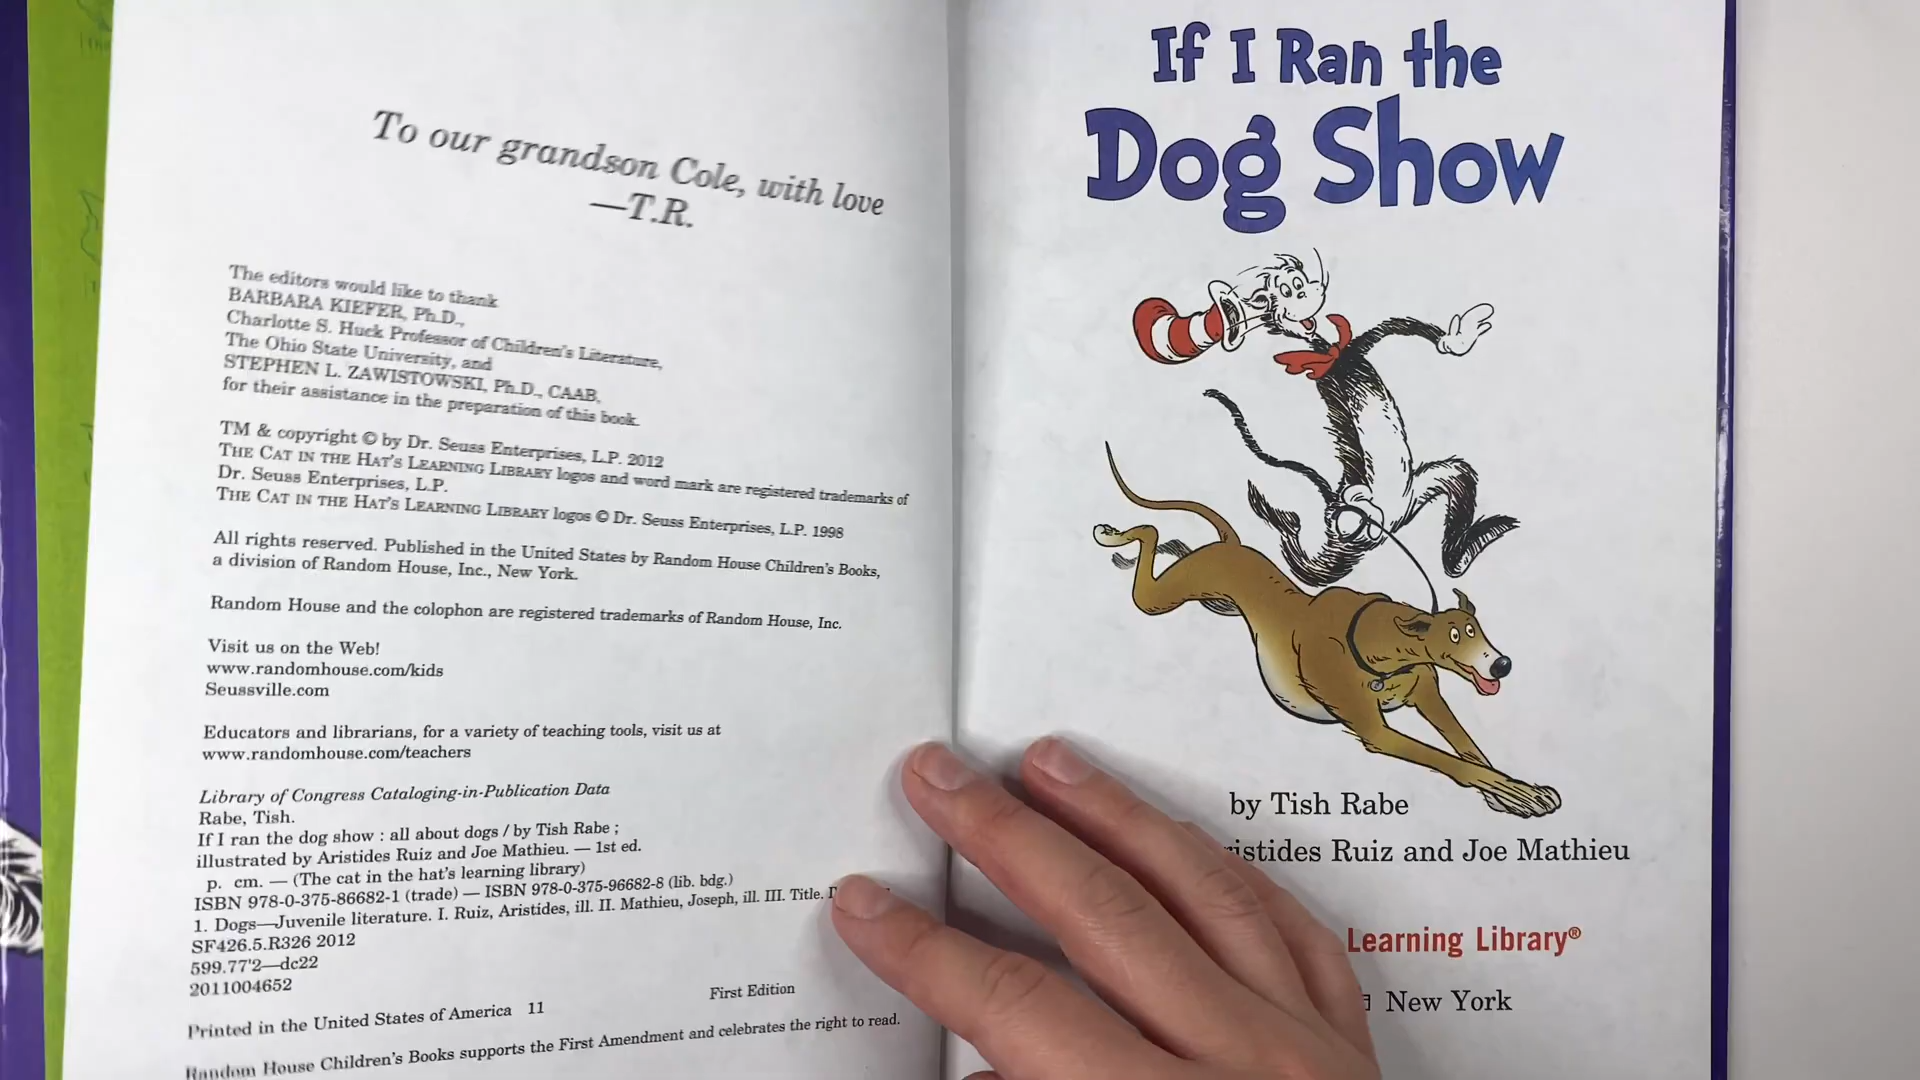 To our grandson Cole, with love
—T.R.
The editors would like to thank
BARBARA KIEFER, Ph.D.,
Charlotte S. Huck Professor of Children's Literature,
The Ohio State University, and
STEPHEN L. ZAWISTOWSKI, Ph.D., CAAB,
for their assistance in the preparation of this book.
TM & copyright © by Dr. Seuss Enterprises, L.P. 2012
THE CAT IN THE HAT'S LEARNING LIBRARY logos and word mark are registered trademarks of
Dr. Seuss Enterprises, L.P.
THE CAT IN THE HAT'S LEARNING LIBRARY logos © Dr. Seuss Enterprises, L.P. 1998
All rights reserved. Published in the United States by Random House Children's Books,
a division of Random House, Inc., New York.
Random House and the colophon are registered trademarks of Random House, Inc.
Visit us on the Web!
www.randomhouse.com/kids
Seussville.com
Educators and librarians, for a variety of teaching tools, visit us at
www.randomhouse.com/teachers
Library of Congress Cataloging-in-Publication Data
Rabe, Tish.
If I ran the dog show : all about dogs / by Tish Rabe ;
illustrated by Aristides Ruiz and Joe Mathieu. — 1st ed.
p. cm. — (The cat in the hat's learning library)
ISBN 978-0-375-86682-1 (trade) — ISBN 978-0-375-96682-8 (lib. bdg.)
1. Dogs—Juvenile literature. I. Ruiz, Aristides, ill. II. Mathieu, Joseph, ill. III. Title.
SF426.5.R326 2012
599.77'2—dc22
2011004652
Printed in the United States of America 11
First Edition
Random House Children's Books supports the First Amendment and celebrates the right to read.
If I Ran the
Dog Show
by Tish Rabe
ristides Ruiz and Joe Mathieu
Learning Library®
New York